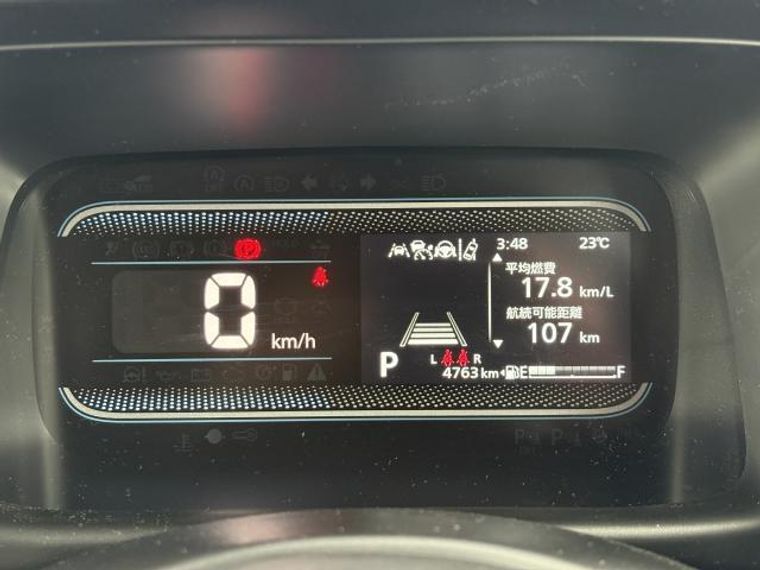 3:48 23℃
平均燃費
17.8 km/L
航続可能距離
107 km
0 km/h
P
L R
4763 km
E F